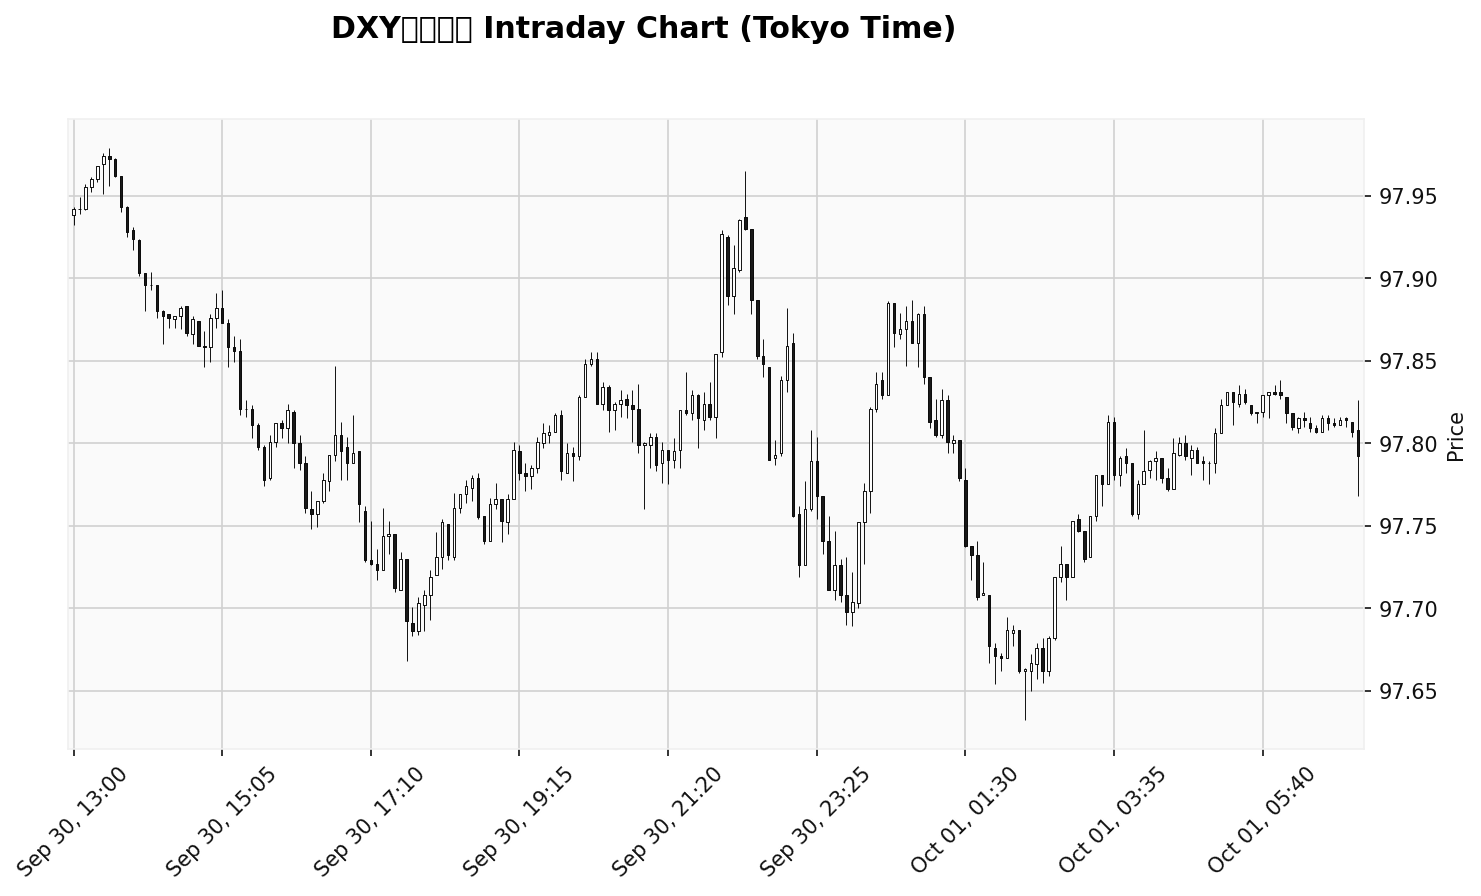 DXY Intraday Chart (Tokyo Time)
97.95
97.90
97.85
97.80
97.75
97.70
97.65
Price
Sep 30, 13:00
Sep 30, 15:05
Sep 30, 17:10
Sep 30, 19:15
Sep 30, 21:20
Sep 30, 23:25
Oct 01, 01:30
Oct 01, 03:35
Oct 01, 05:40